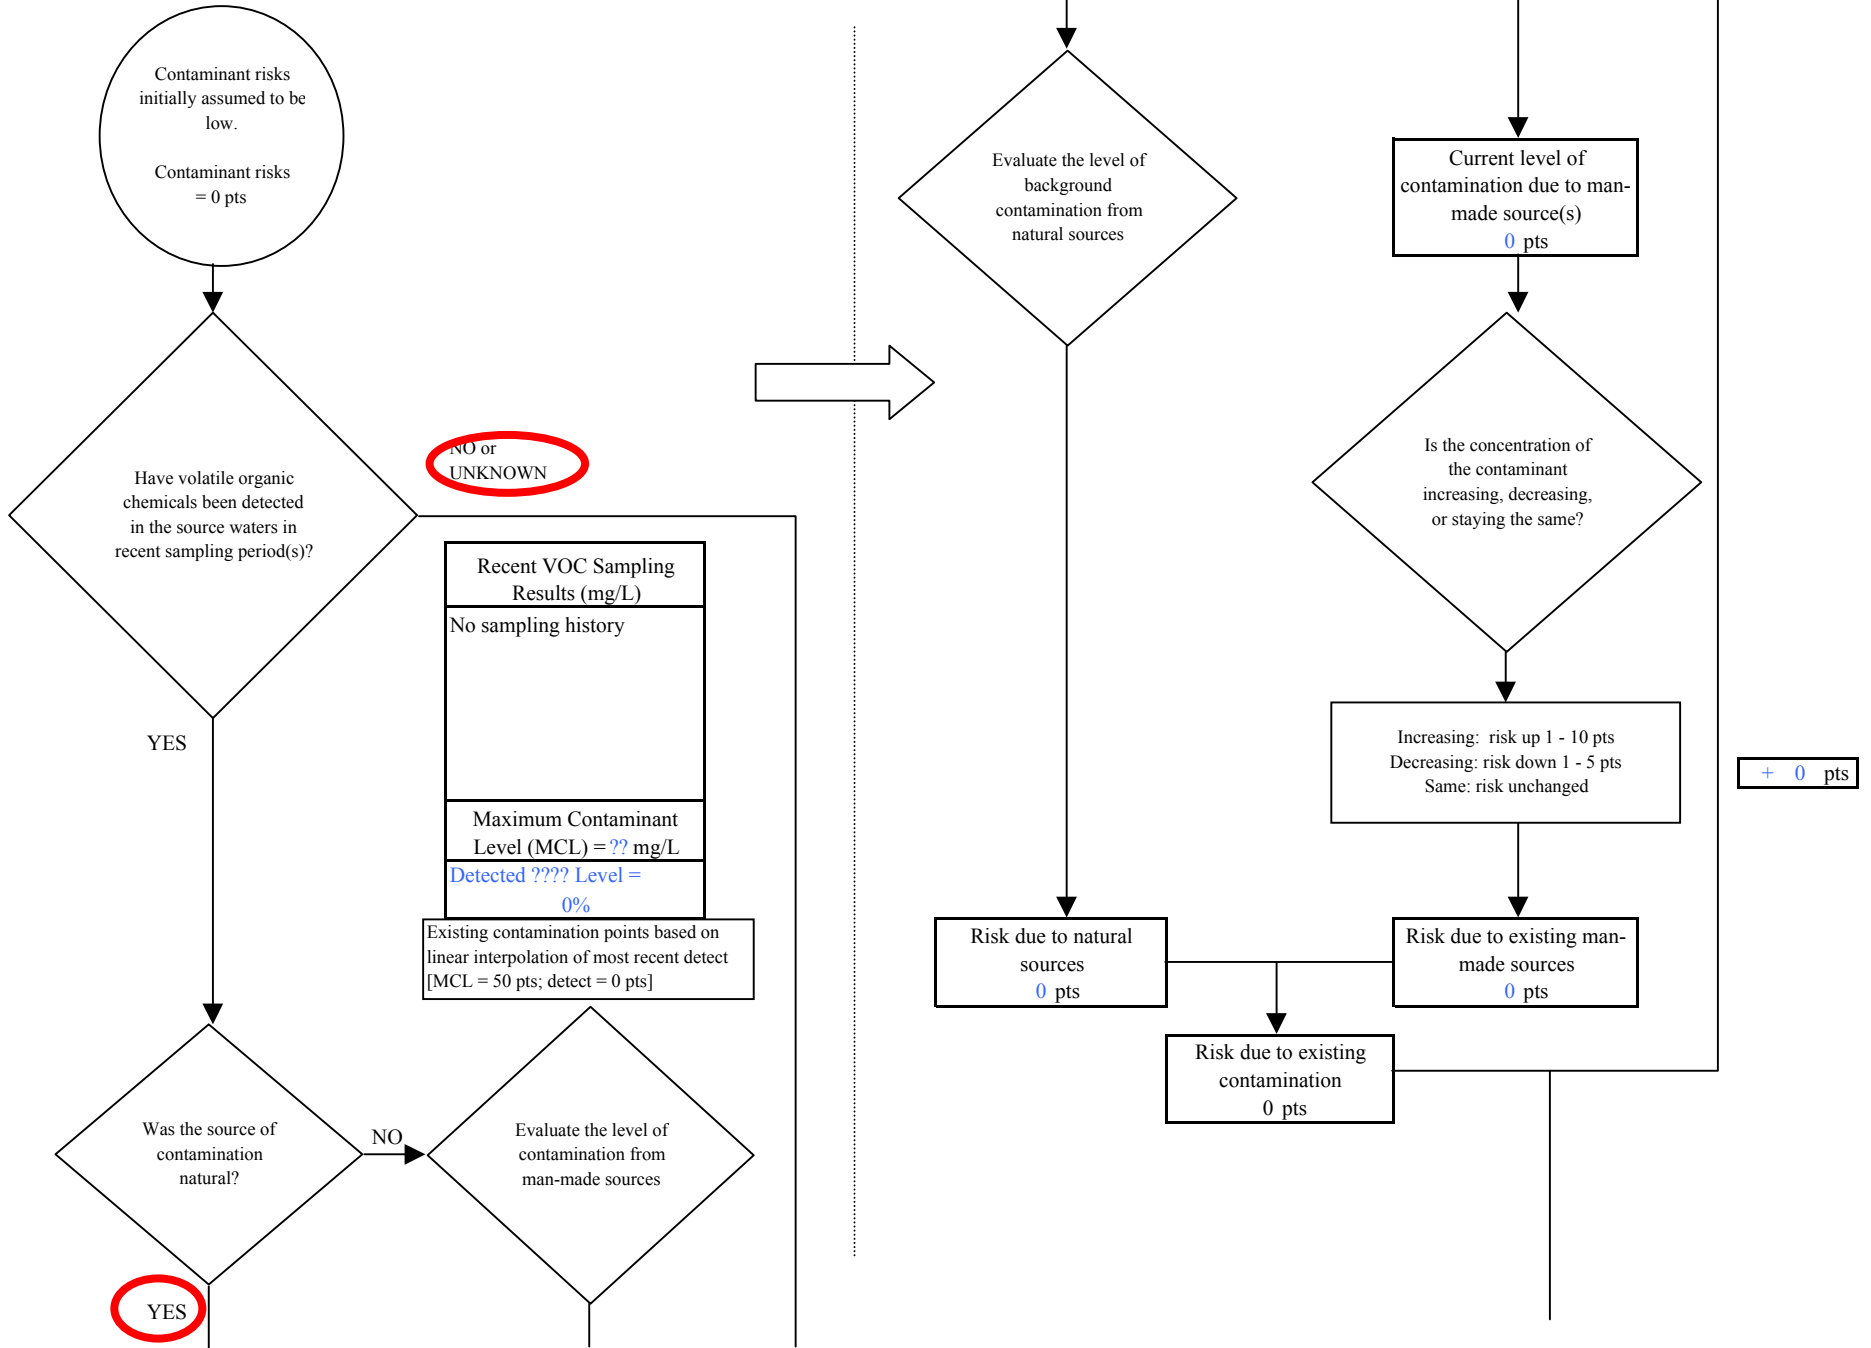 Contaminant risks
initially assumed to be
low.
Contaminant risks
= 0 pts
Have volatile organic
chemicals been detected
in the source waters in
recent sampling period(s)?
NO or
UNKNOWN
YES
Recent VOC Sampling
Results (mg/L)
No sampling history
Maximum Contaminant
Level (MCL) = ?? mg/L
Detected ???? Level =
0%
Existing contamination points based on
linear interpolation of most recent detect
[MCL = 50 pts; detect = 0 pts]
Was the source of
contamination
natural?
NO
Evaluate the level of
contamination from
man-made sources
YES
Evaluate the level of
background
contamination from
natural sources
Current level of
contamination due to man-
made source(s)
0 pts
Is the concentration of
the contaminant
increasing, decreasing,
or staying the same?
Increasing: risk up 1 - 10 pts
Decreasing: risk down 1 - 5 pts
Same: risk unchanged
+ 0 pts
Risk due to natural
sources
0 pts
Risk due to existing man-
made sources
0 pts
Risk due to existing
contamination
0 pts